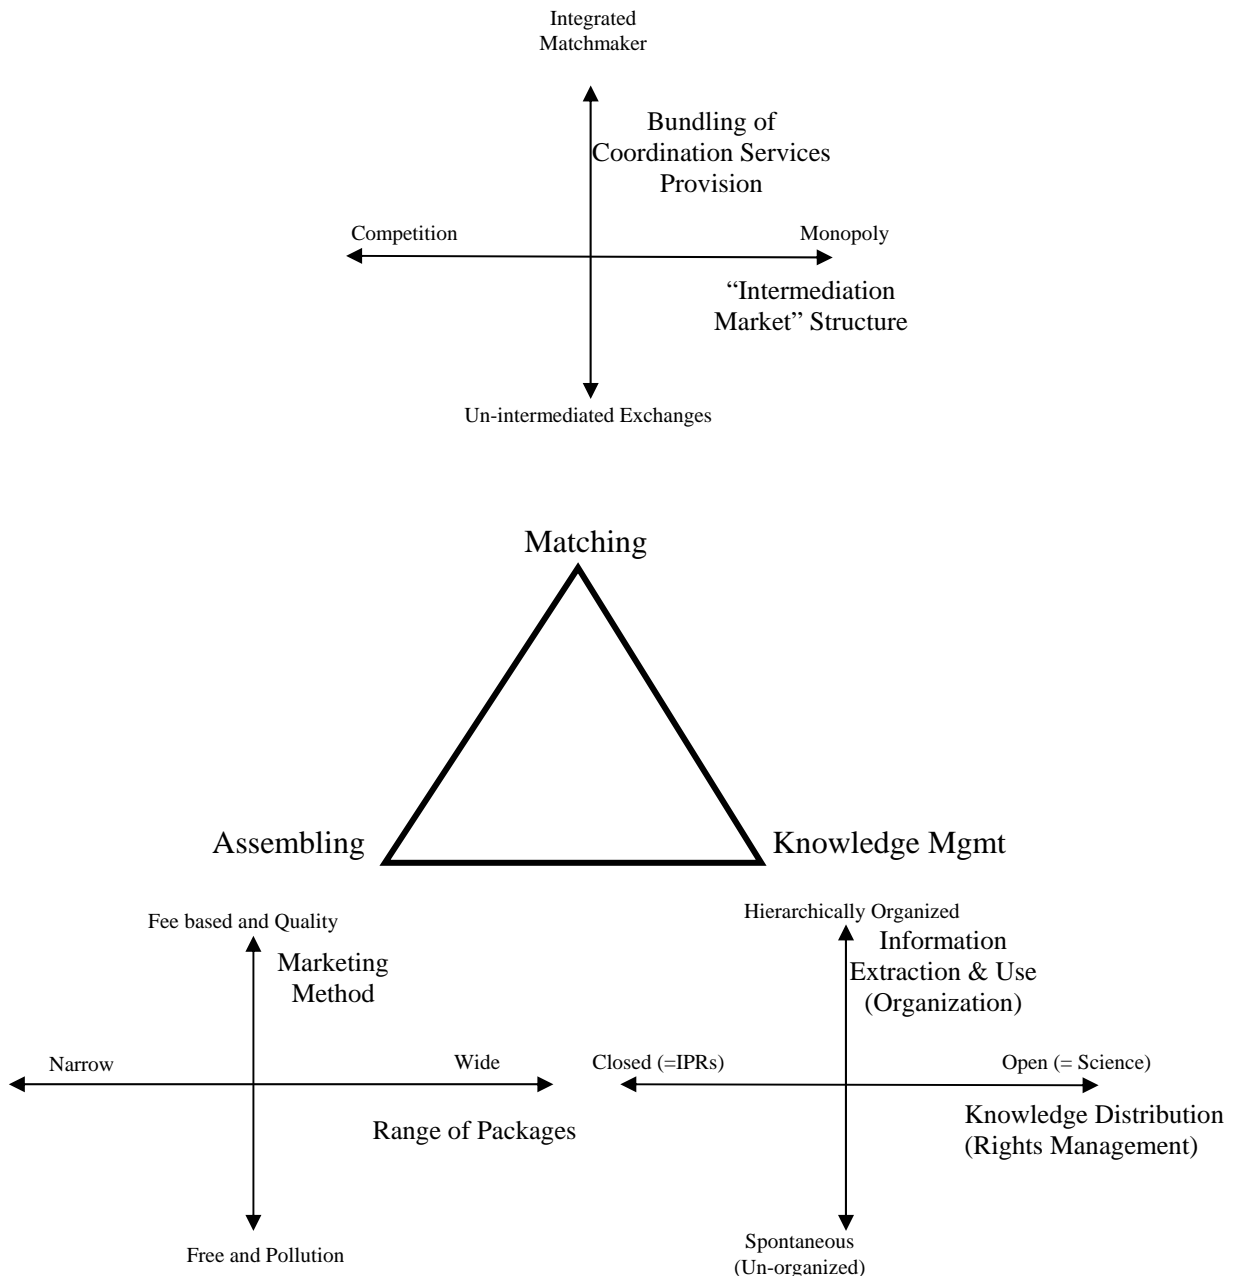 Integrated
Matchmaker
Bundling of
Coordination Services
Provision
Competition
Monopoly
“Intermediation
Market” Structure
Un-intermediated Exchanges
Matching
Assembling
Knowledge Mgmt
Fee based and Quality
Marketing
Method
Narrow
Wide
Range of Packages
Free and Pollution
Hierarchically Organized
Information
Extraction & Use
(Organization)
Closed (=IPRs)
Open (= Science)
Knowledge Distribution
(Rights Management)
Spontaneous
(Un-organized)